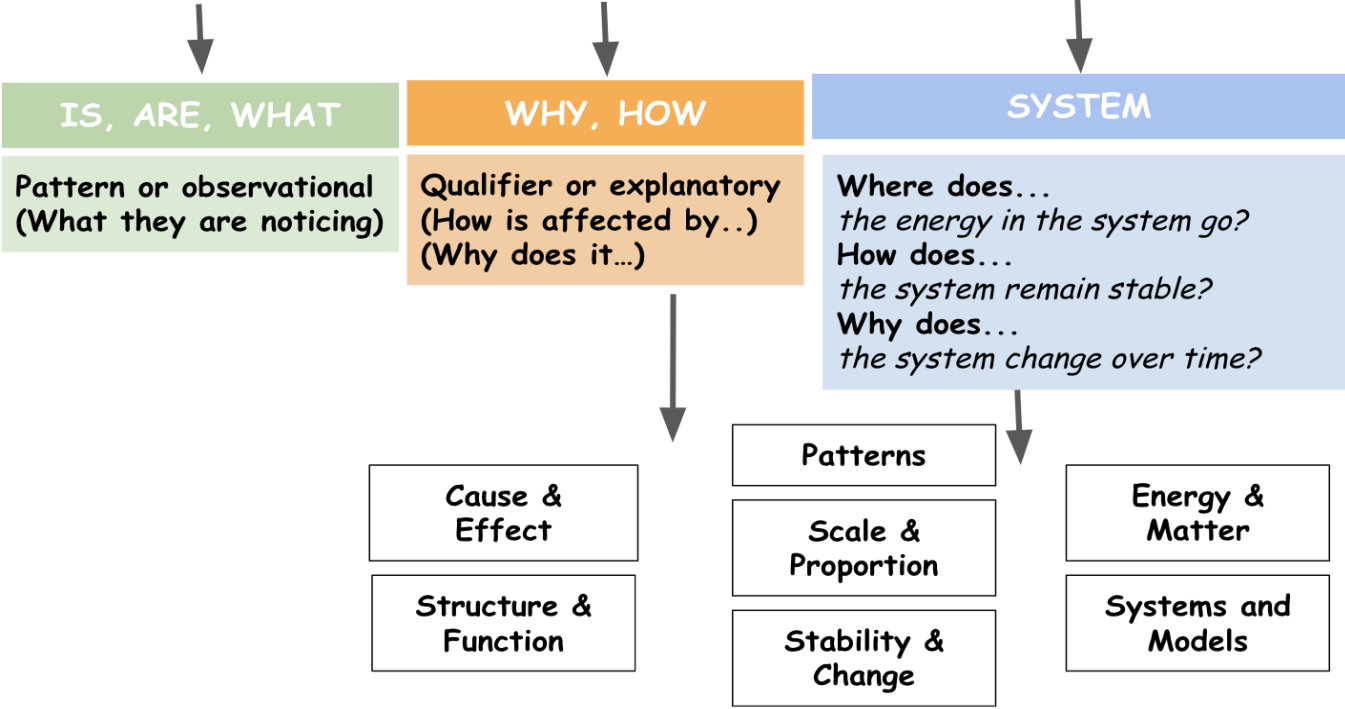 IS, ARE, WHAT
Pattern or observational
(What they are noticing)
WHY, HOW
Qualifier or explanatory
(How is affected by..)
(Why does it…)
SYSTEM
Where does...
the energy in the system go?
How does...
the system remain stable?
Why does...
the system change over time?
Cause &
Effect
Structure &
Function
Patterns
Scale &
Proportion
Stability &
Change
Energy &
Matter
Systems and
Models